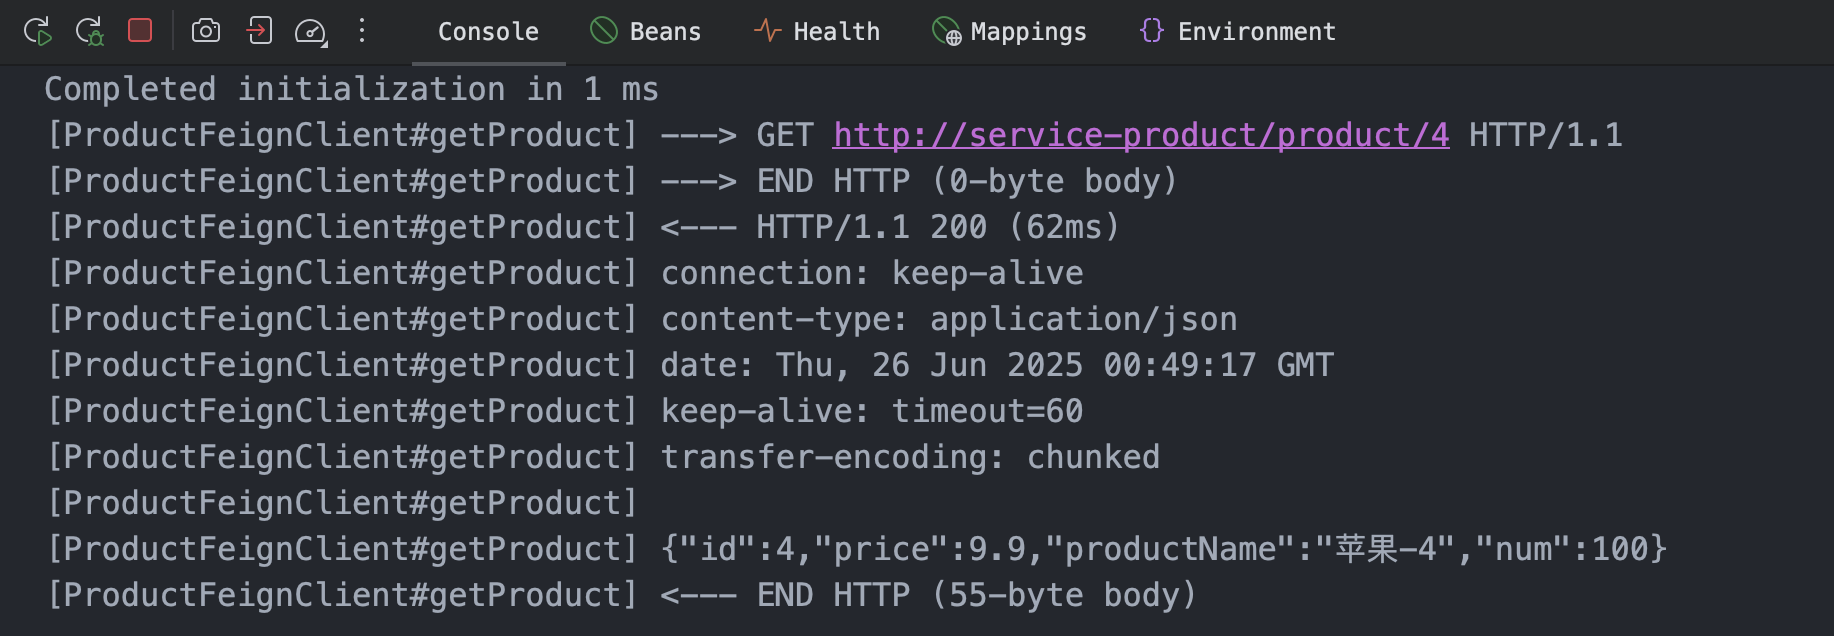 Console Beans Health Mappings Environment
Completed initialization in 1 ms
[ProductFeignClient#getProduct] ---> GET http://service-product/product/4 HTTP/1.1
[ProductFeignClient#getProduct] ---> END HTTP (0-byte body)
[ProductFeignClient#getProduct] <--- HTTP/1.1 200 (62ms)
[ProductFeignClient#getProduct] connection: keep-alive
[ProductFeignClient#getProduct] content-type: application/json
[ProductFeignClient#getProduct] date: Thu, 26 Jun 2025 00:49:17 GMT
[ProductFeignClient#getProduct] keep-alive: timeout=60
[ProductFeignClient#getProduct] transfer-encoding: chunked
[ProductFeignClient#getProduct]
[ProductFeignClient#getProduct] {"id":4,"price":9.9,"productName":"苹果-4","num":100}
[ProductFeignClient#getProduct] <--- END HTTP (55-byte body)